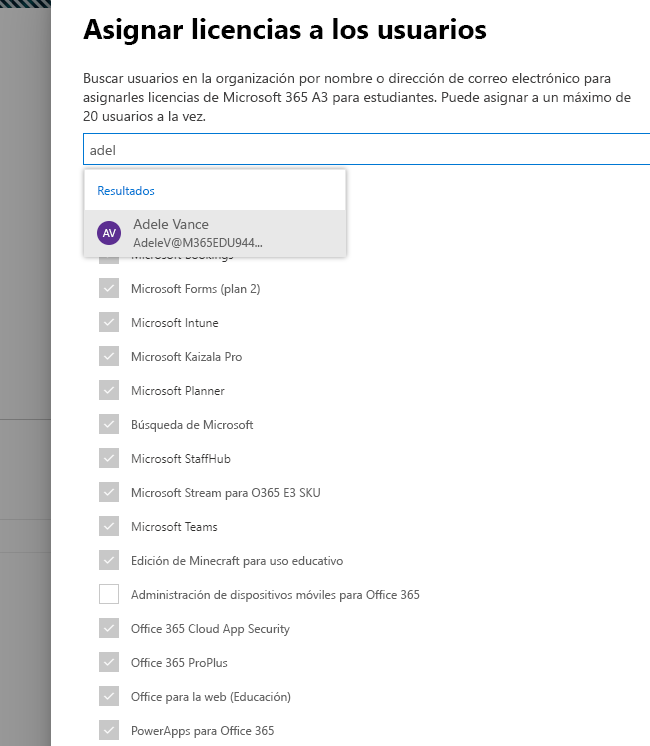 Asignar licencias a los usuarios
Buscar usuarios en la organización por nombre o dirección de correo electrónico para
asignarles licencias de Microsoft 365 A3 para estudiantes. Puede asignar a un máximo de
20 usuarios a la vez.
adel
Resultados
AV
Adele Vance
AdeleV@M365EDU944...
Microsoft Bookings
Microsoft Forms (plan 2)
Microsoft Intune
Microsoft Kaizala Pro
Microsoft Planner
Búsqueda de Microsoft
Microsoft StaffHub
Microsoft Stream para O365 E3 SKU
Microsoft Teams
Edición de Minecraft para uso educativo
Administración de dispositivos móviles para Office 365
Office 365 Cloud App Security
Office 365 ProPlus
Office para la web (Educación)
PowerApps para Office 365